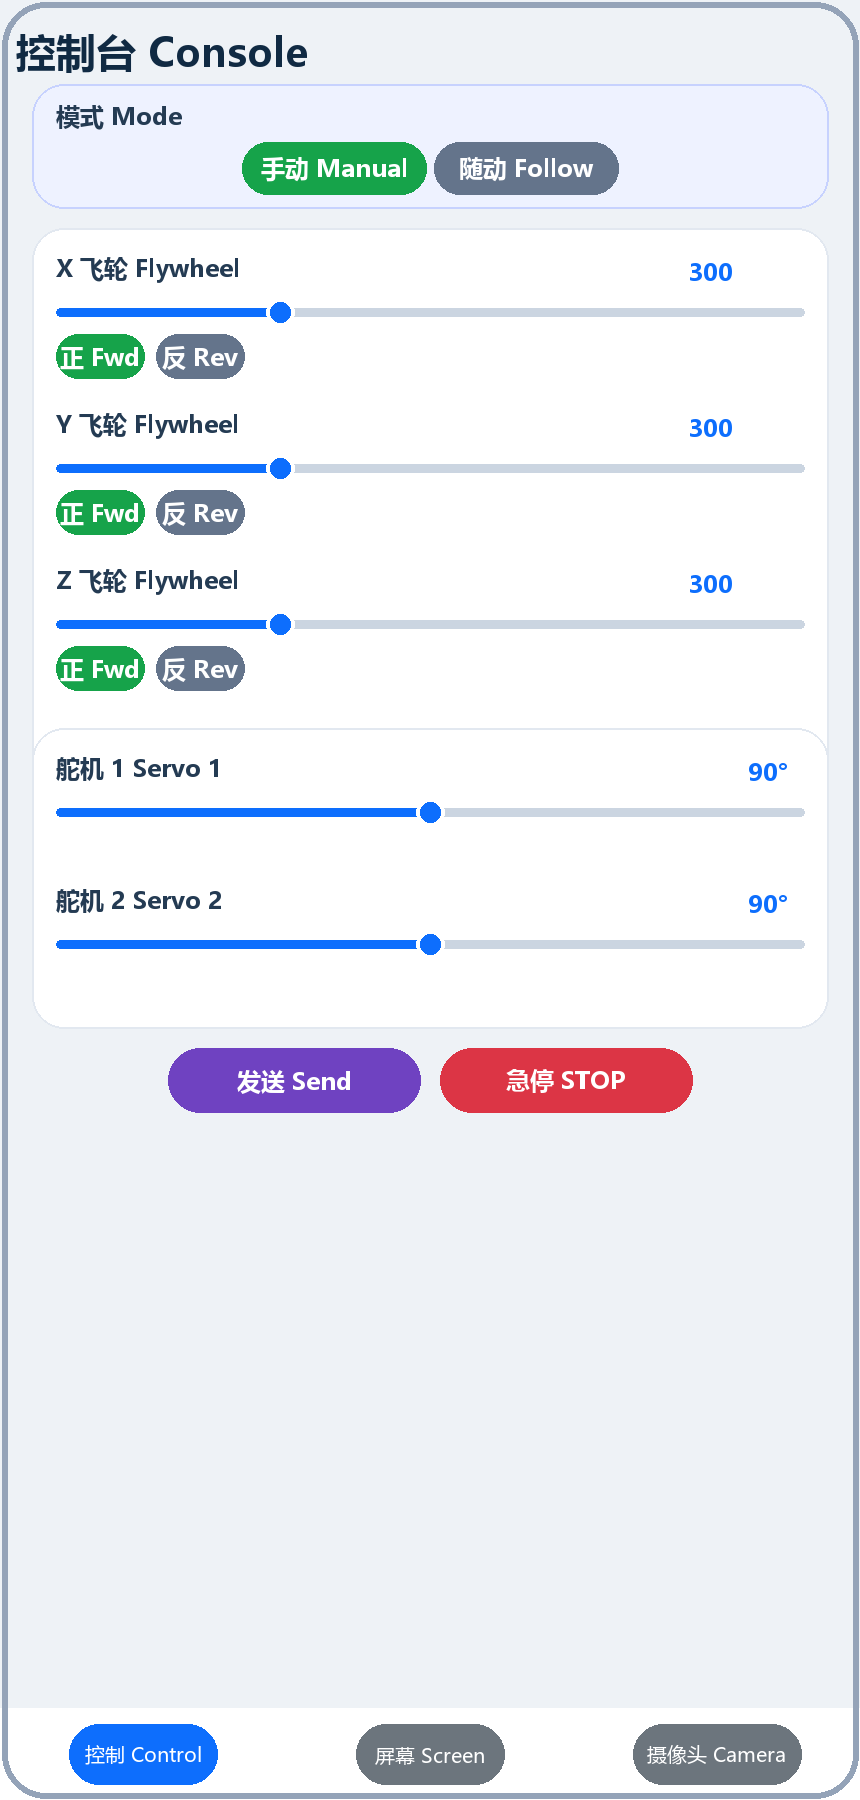 控制台 Console
模式 Mode
手动 Manual 随动 Follow
X 飞轮 Flywheel 300
正 Fwd 反 Rev
Y 飞轮 Flywheel 300
正 Fwd 反 Rev
Z 飞轮 Flywheel 300
正 Fwd 反 Rev
舵机 1 Servo 1 90°
舵机 2 Servo 2 90°
发送 Send 急停 STOP
控制 Control 屏幕 Screen 摄像头 Camera